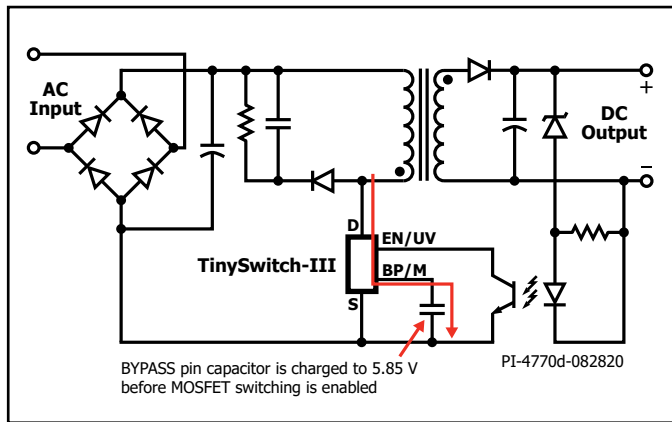 AC
Input
+
DC
Output
–
D
EN/UV
TinySwitch-III
BP/M
S
BYPASS pin capacitor is charged to 5.85 V
before MOSFET switching is enabled
PI-4770d-082820